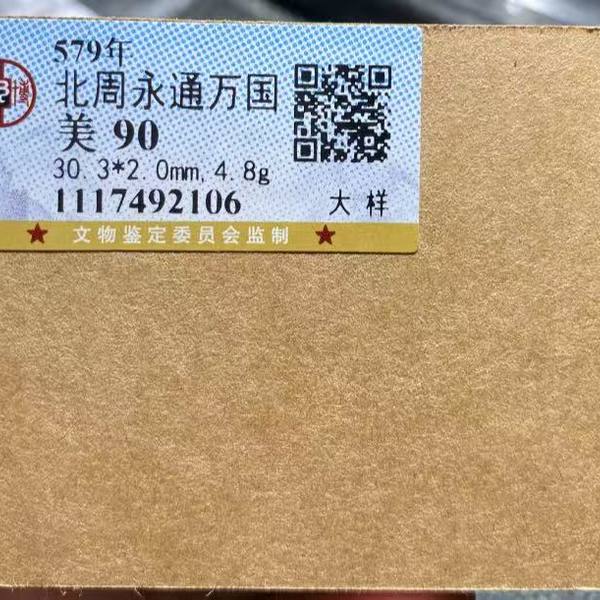 579年
北周永通万国
美 90
30.3*2.0mm,4.8g
1117492106
大样
★ 文物鉴定委员会监制 ★